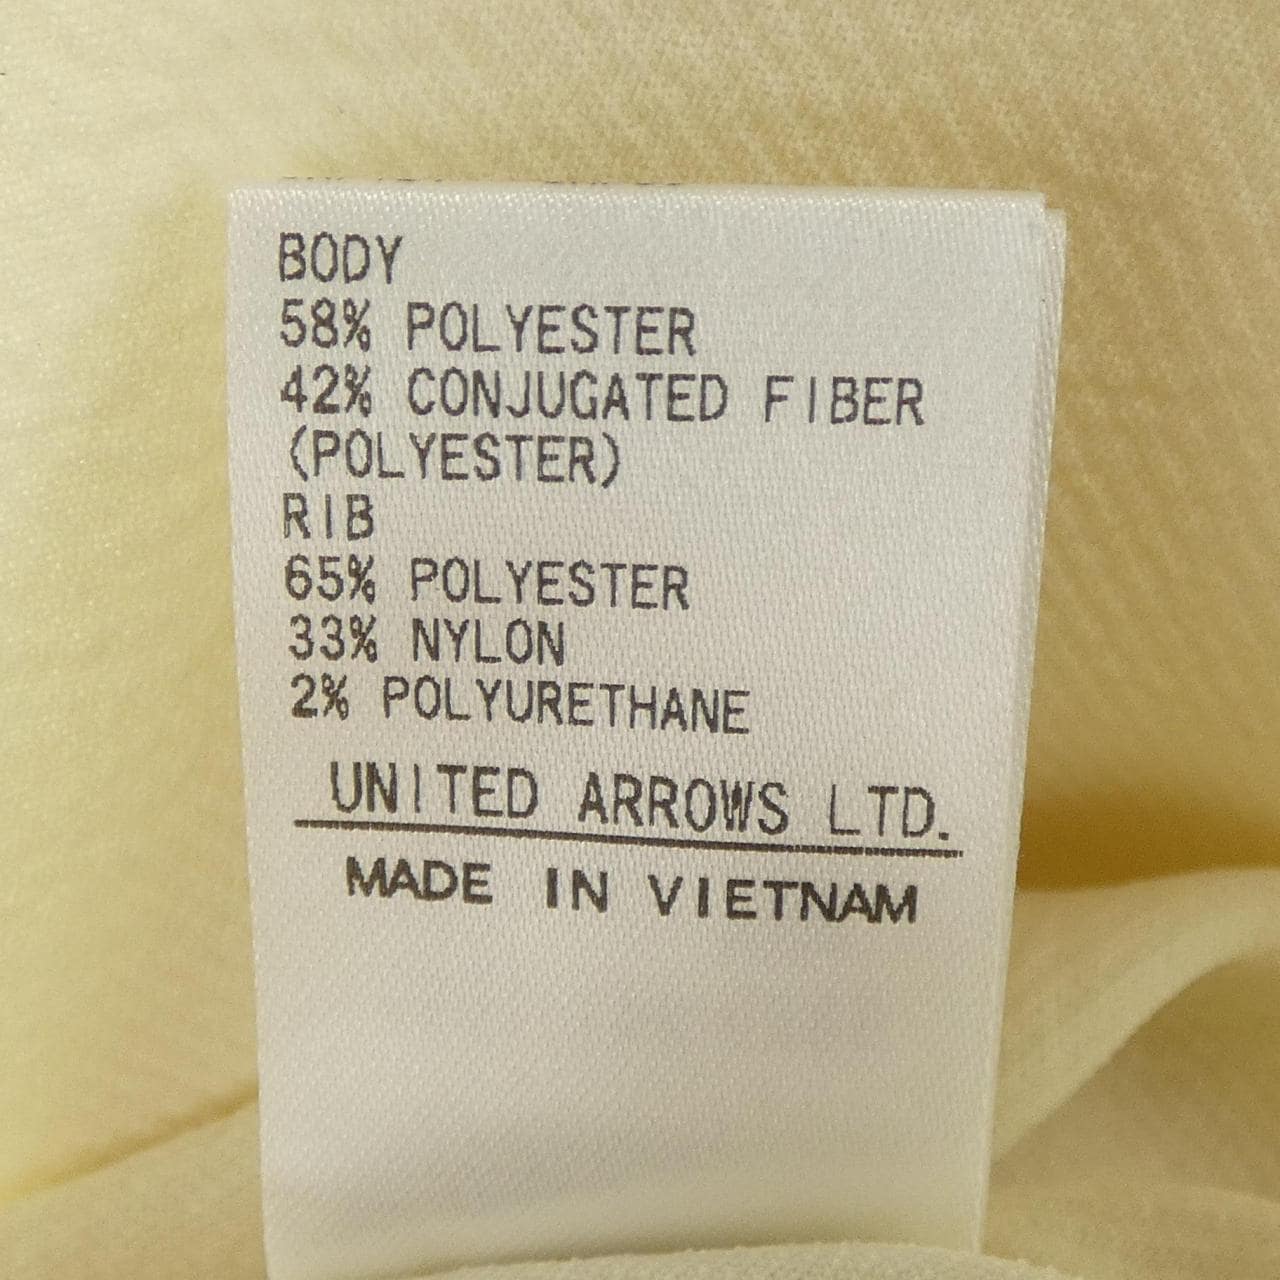 BODY
58% POLYESTER
42% CONJUGATED FIBER
(POLYESTER)
RIB
65% POLYESTER
33% NYLON
2% POLYURETHANE
UNITED ARROWS LTD.
MADE IN VIETNAM